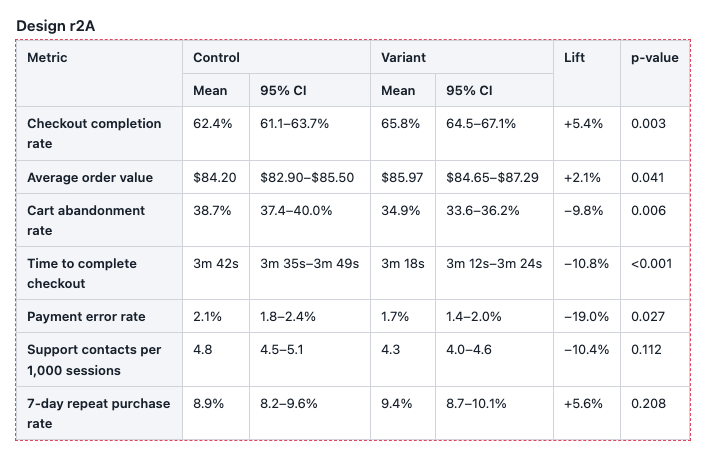 Design r2A
Metric Control Variant Lift p-value
Mean 95% CI Mean 95% CI
Checkout completion
rate
62.4% 61.1–63.7% 65.8% 64.5–67.1% +5.4% 0.003
Average order value $84.20 $82.90–$85.50 $85.97 $84.65–$87.29 +2.1% 0.041
Cart abandonment
rate
38.7% 37.4–40.0% 34.9% 33.6–36.2% −9.8% 0.006
Time to complete
checkout
3m 42s 3m 35s–3m 49s 3m 18s 3m 12s–3m 24s −10.8% <0.001
Payment error rate 2.1% 1.8–2.4% 1.7% 1.4–2.0% −19.0% 0.027
Support contacts per
1,000 sessions
4.8 4.5–5.1 4.3 4.0–4.6 −10.4% 0.112
7-day repeat purchase
rate
8.9% 8.2–9.6% 9.4% 8.7–10.1% +5.6% 0.208